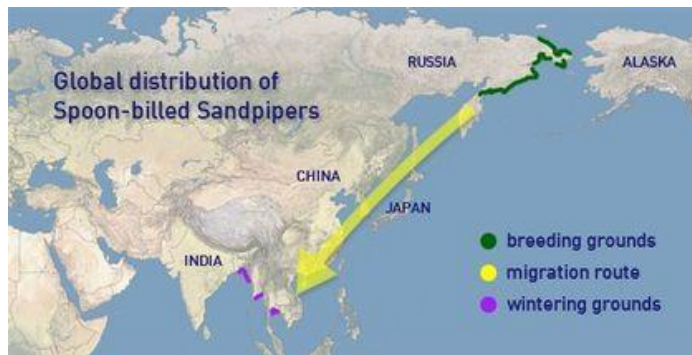 Global distribution of
Spoon-billed Sandpipers
RUSSIA
ALASKA
CHINA
JAPAN
INDIA
breeding grounds
migration route
wintering grounds